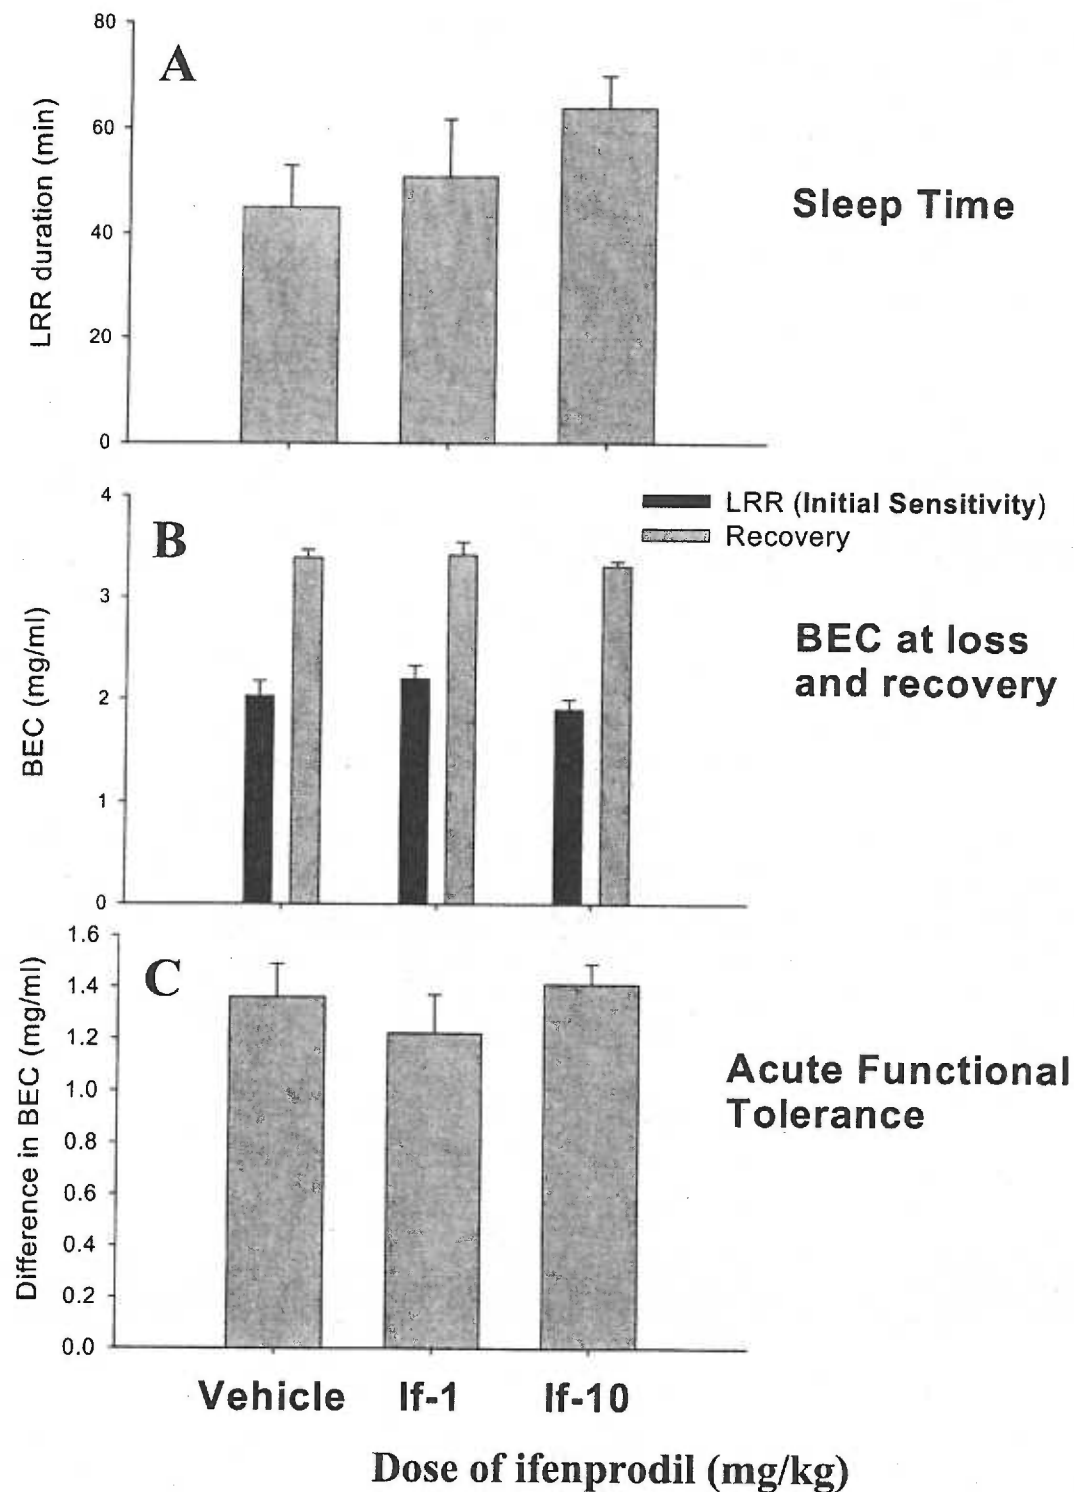 80
60
40
20
0
LRR duration (min)
A
Sleep Time
4
3
2
1
0
BEC (mg/ml)
B
LRR (Initial Sensitivity)
Recovery
BEC at loss
and recovery
1.6
1.4
1.2
1.0
0.8
0.6
0.4
0.2
0.0
Difference in BEC (mg/ml)
C
Acute Functional
Tolerance
Vehicle If-1 If-10
Dose of ifenprodil (mg/kg)